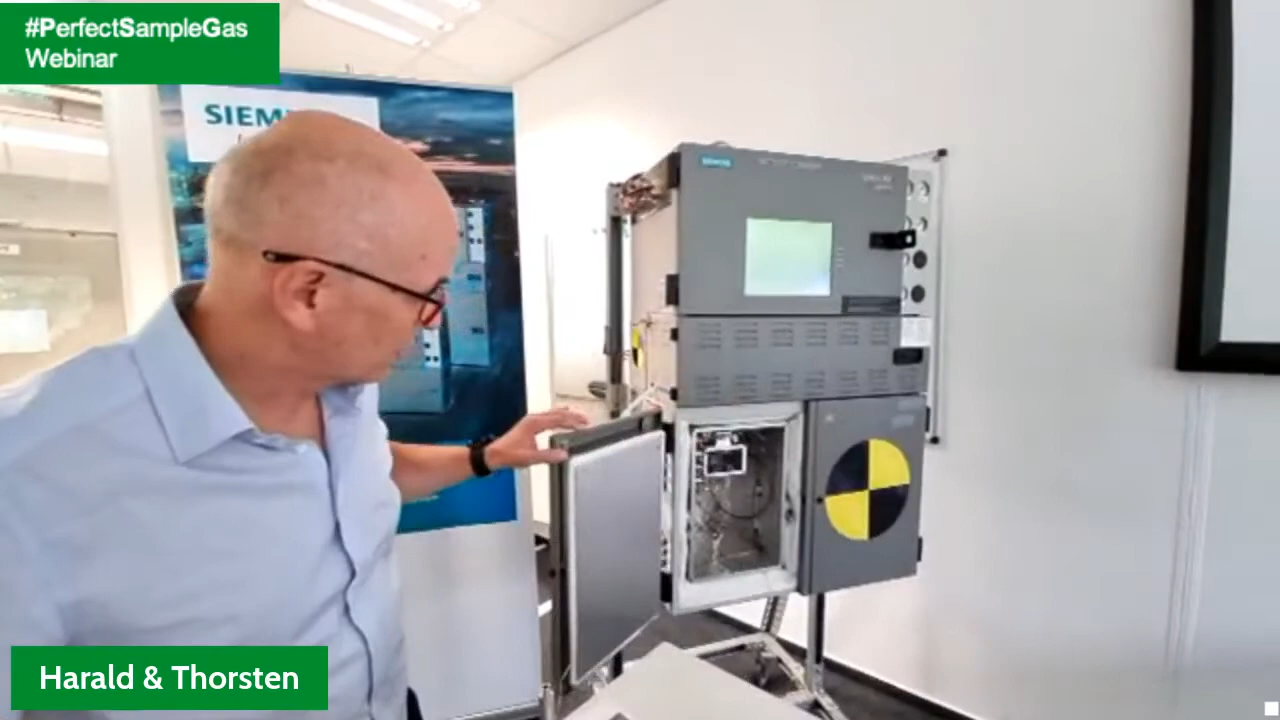 #PerfectSampleGas
Webinar
SIEM
SIEMENS
Harald & Thorsten